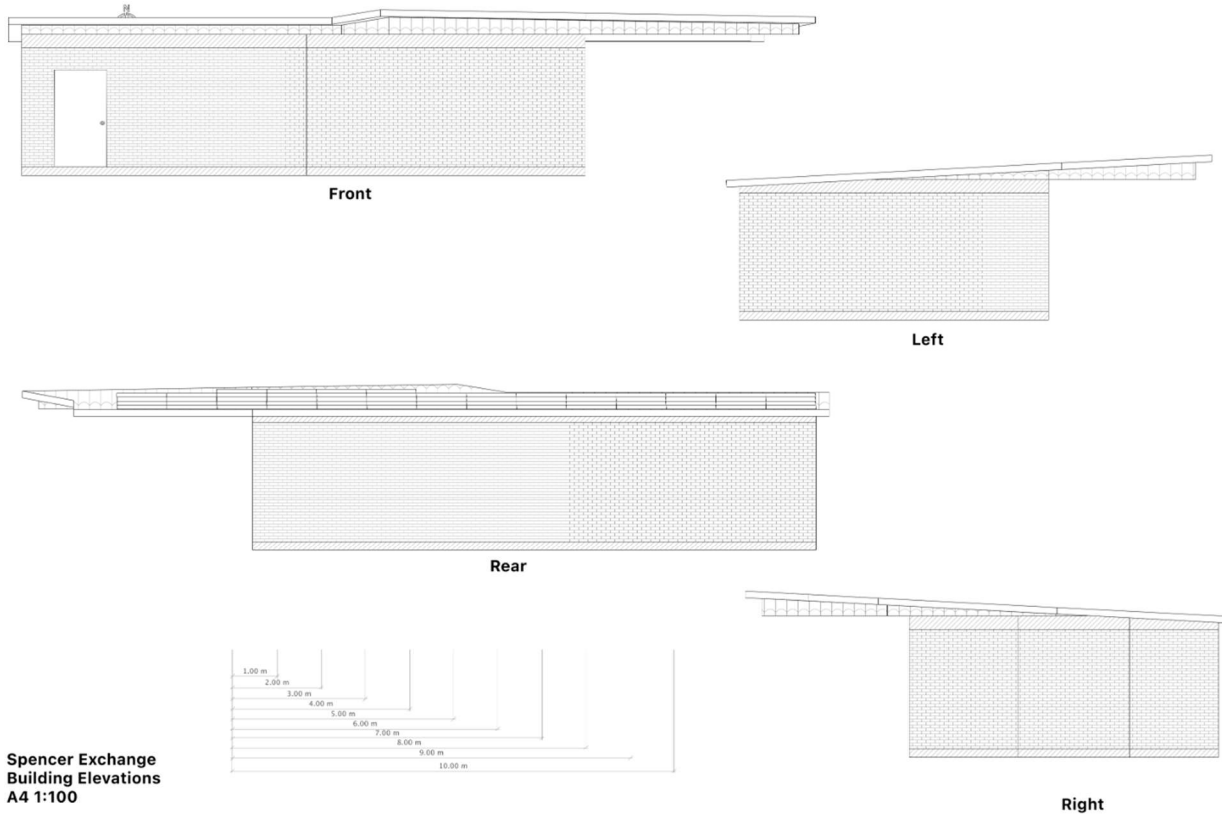 Front
Left
Rear
1.00 m
2.00 m
3.00 m
4.00 m
5.00 m
6.00 m
7.00 m
8.00 m
9.00 m
10.00 m
Spencer Exchange
Building Elevations
A4 1:100
Right